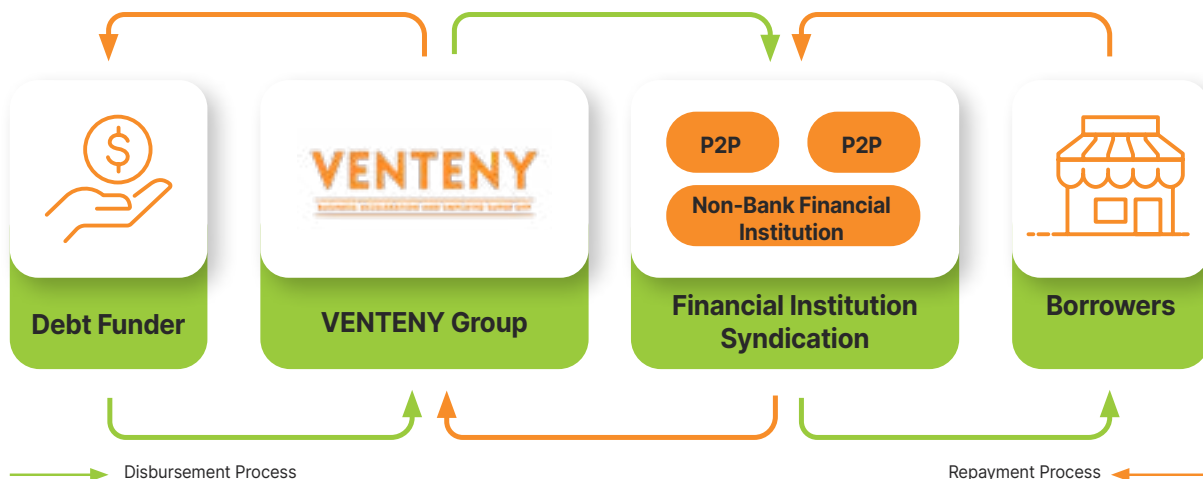 P2P
P2P
VENTENY
Non-Bank Financial
Institution
Debt Funder
VENTENY Group
Financial Institution
Syndication
Borrowers
Disbursement Process
Repayment Process